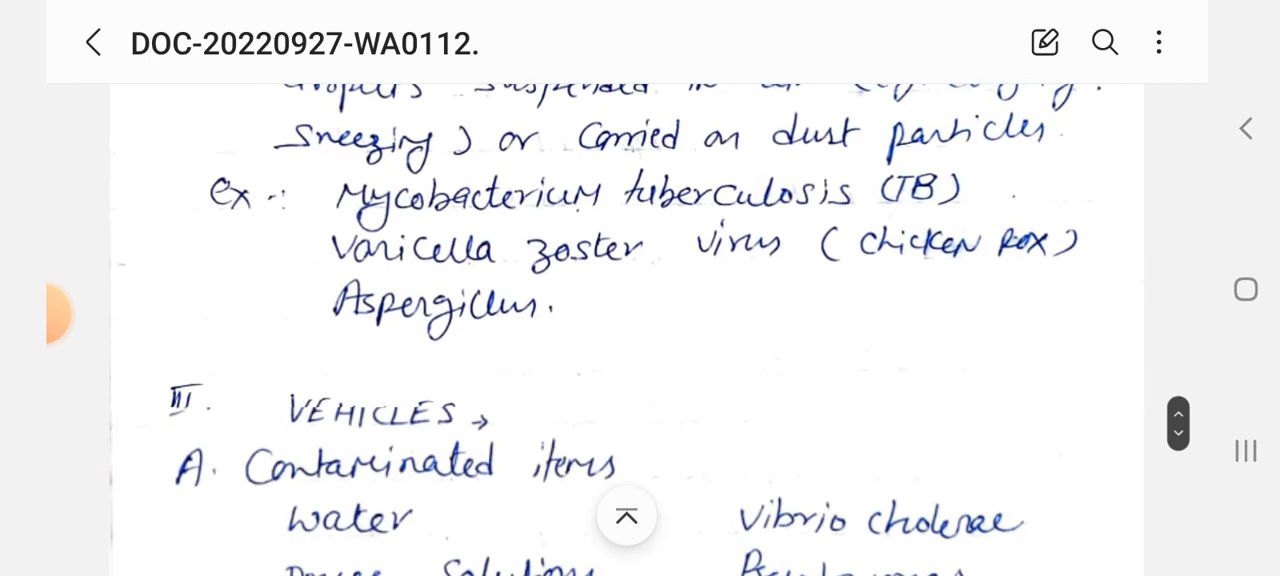 DOC-20220927-WA0112.
Sneezing) or Carried on dust particles.
Ex -: Mycobacterium tuberculosis (TB)
Varicella zoster virus (Chicken Pox)
Aspergillus.
III. VEHICLES →
A. Contaminated items
Water Vibrio cholerae
Solutions